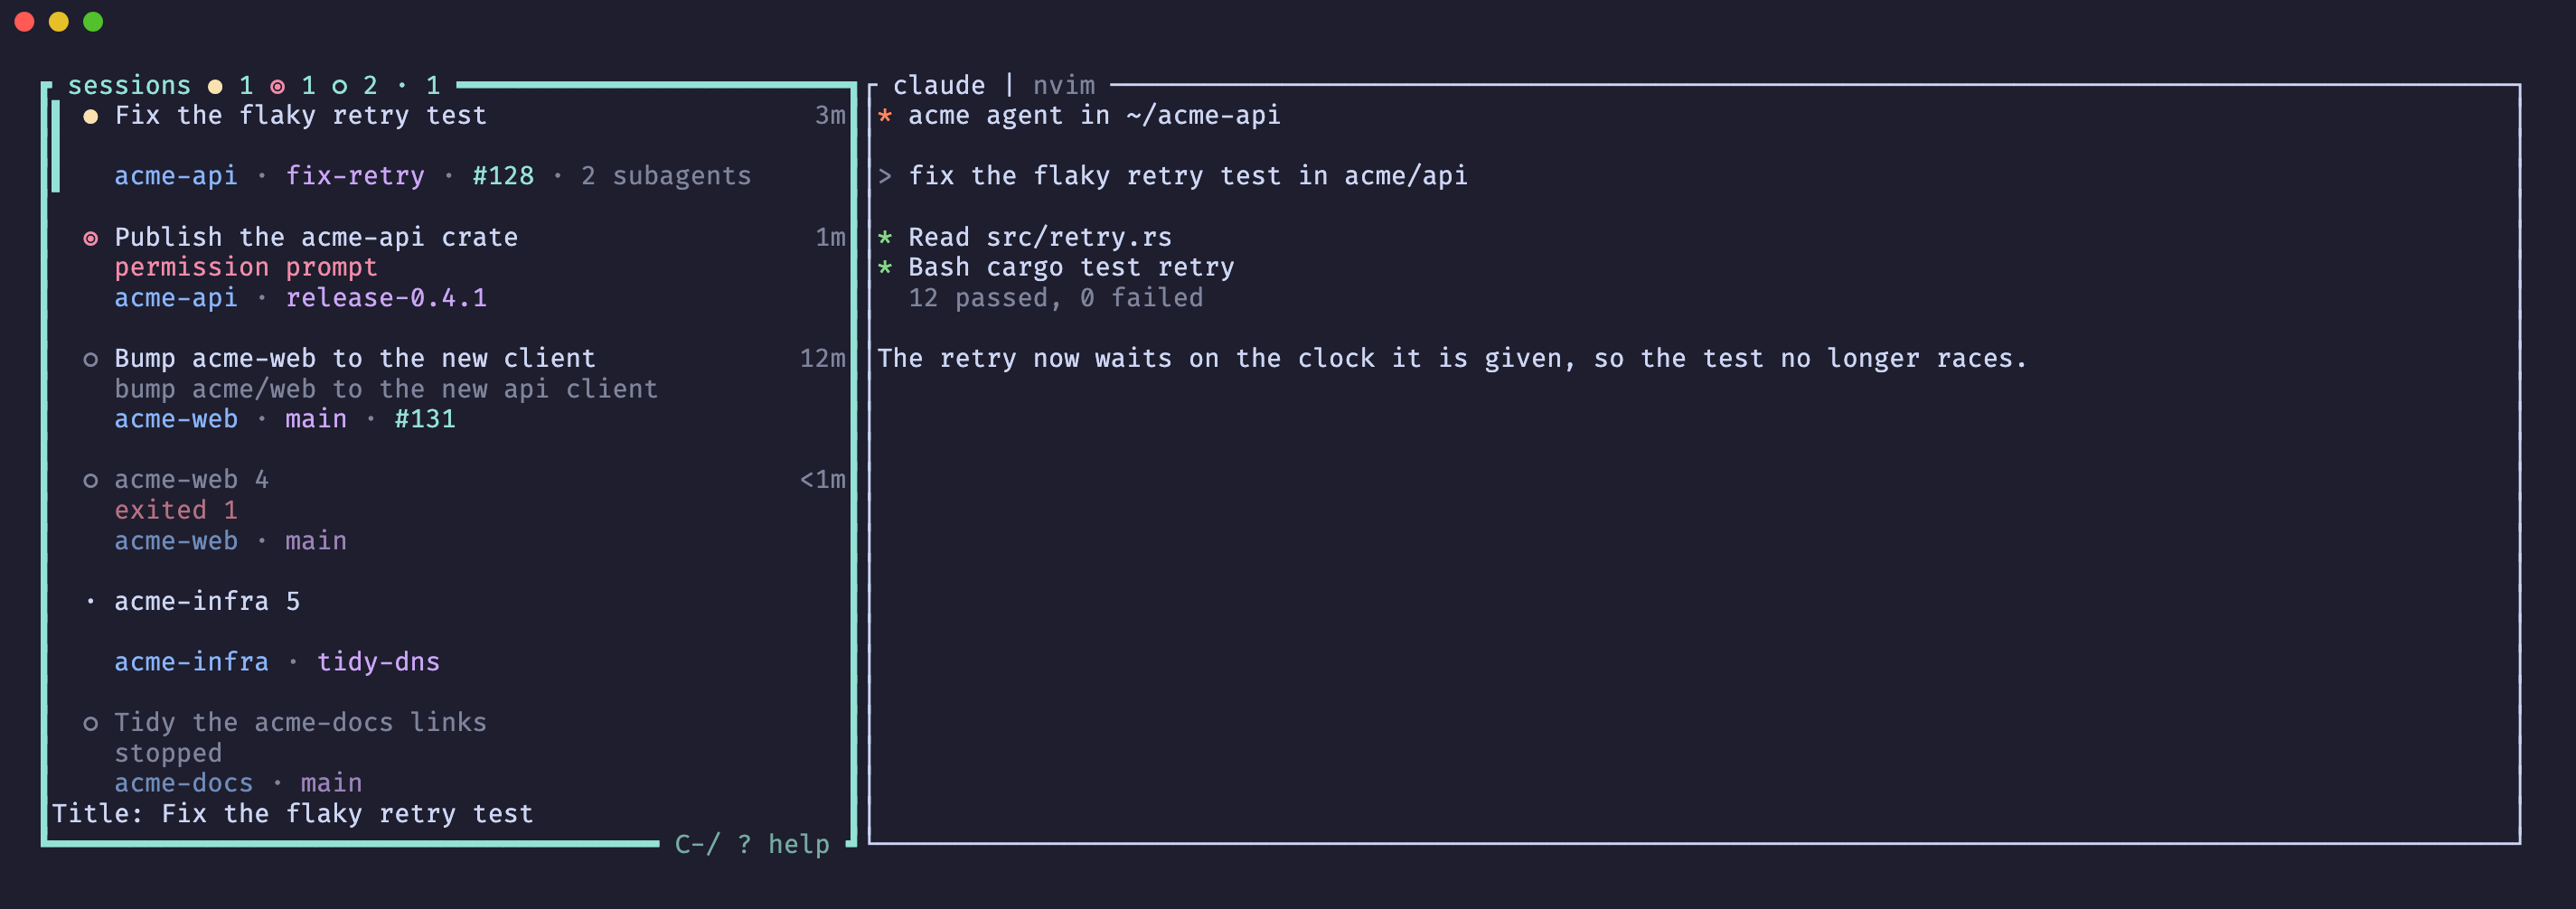 sessions ● 1 ◉ 1 ○ 2 · 1
● Fix the flaky retry test 3m
acme-api · fix-retry · #128 · 2 subagents
◉ Publish the acme-api crate 1m
permission prompt
acme-api · release-0.4.1
○ Bump acme-web to the new client 12m
bump acme/web to the new api client
acme-web · main · #131
○ acme-web 4 <1m
exited 1
acme-web · main
· acme-infra 5
acme-infra · tidy-dns
○ Tidy the acme-docs links
stopped
acme-docs · main
Title: Fix the flaky retry test
C-/ ? help
claude | nvim
* acme agent in ~/acme-api
> fix the flaky retry test in acme/api
* Read src/retry.rs
* Bash cargo test retry
12 passed, 0 failed
The retry now waits on the clock it is given, so the test no longer races.